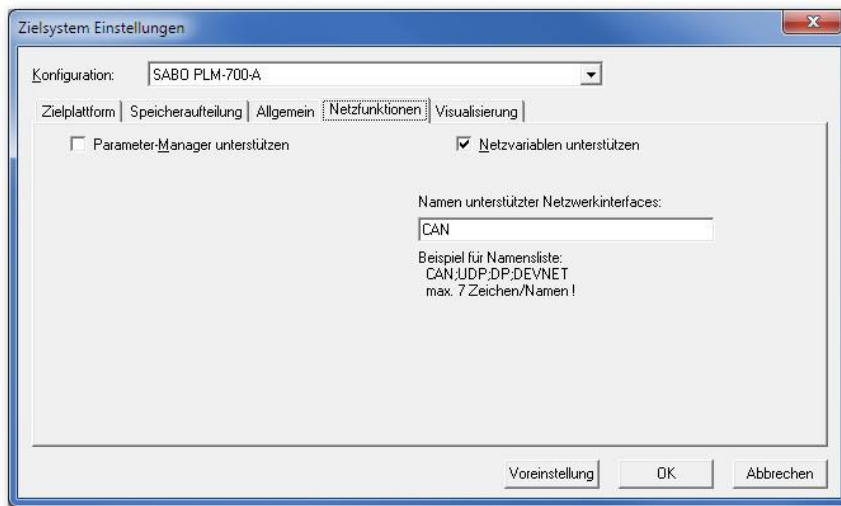 Zielsystem Einstellungen
Konfiguration: SABO PLM-700-A
Zielplattform Speicheraufteilung Allgemein Netzfunktionen Visualisierung
Parameter-Manager unterstützen Netzvariablen unterstützen
Namen unterstützter Netzwerkinterfaces:
CAN
Beispiel für Namensliste:
CAN;UDP;DP;DEVNET
max. 7 Zeichen/Namen !
Voreinstellung OK Abbrechen